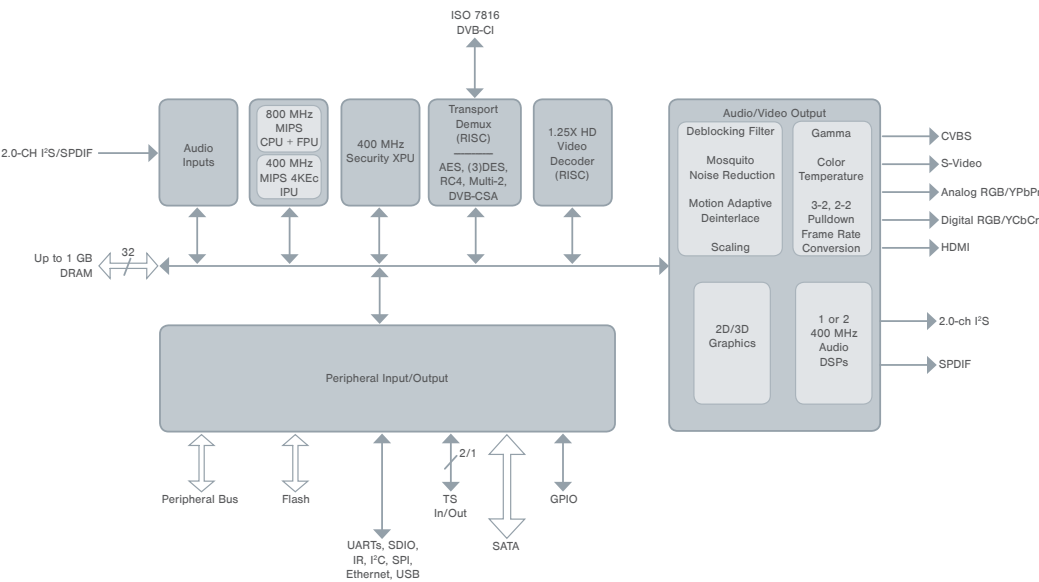 ISO 7816
DVB-CI
2.0-CH I²S/SPDIF
Audio
Inputs
800 MHz
MIPS
CPU + FPU
400 MHz
MIPS 4KEc
IPU
400 MHz
Security XPU
Transport
Demux
(RISC)
AES, (3)DES,
RC4, Multi-2,
DVB-CSA
1.25X HD
Video
Decoder
(RISC)
Audio/Video Output
Deblocking Filter
Mosquito
Noise Reduction
Motion Adaptive
Deinterlace
Scaling
Gamma
Color
Temperature
3-2, 2-2
Pulldown
Frame Rate
Conversion
2D/3D
Graphics
1 or 2
400 MHz
Audio
DSPs
CVBS
S-Video
Analog RGB/YPbPr
Digital RGB/YCbCr
HDMI
2.0-ch I²S
SPDIF
Up to 1 GB
DRAM
32
Peripheral Input/Output
Peripheral Bus
Flash
UARTs, SDIO,
IR, I²C, SPI,
Ethernet, USB
2/1
TS
In/Out
SATA
GPIO